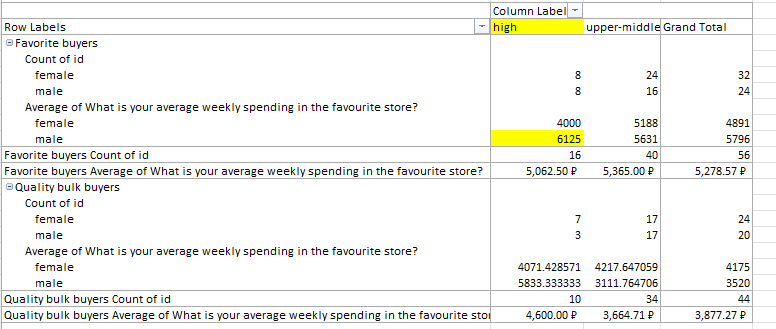 Column Label
Row Labels high upper-middle Grand Total
Favorite buyers
Count of id
female 8 24 32
male 8 16 24
Average of What is your average weekly spending in the favourite store?
female 4000 5188 4891
male 6125 5631 5796
Favorite buyers Count of id 16 40 56
Favorite buyers Average of What is your average weekly spending in the favourite store? 5,062.50 ₽ 5,365.00 ₽ 5,278.57 ₽
Quality bulk buyers
Count of id
female 7 17 24
male 3 17 20
Average of What is your average weekly spending in the favourite store?
female 4071.428571 4217.647059 4175
male 5833.333333 3111.764706 3520
Quality bulk buyers Count of id 10 34 44
Quality bulk buyers Average of What is your average weekly spending in the favourite sto 4,600.00 ₽ 3,664.71 ₽ 3,877.27 ₽